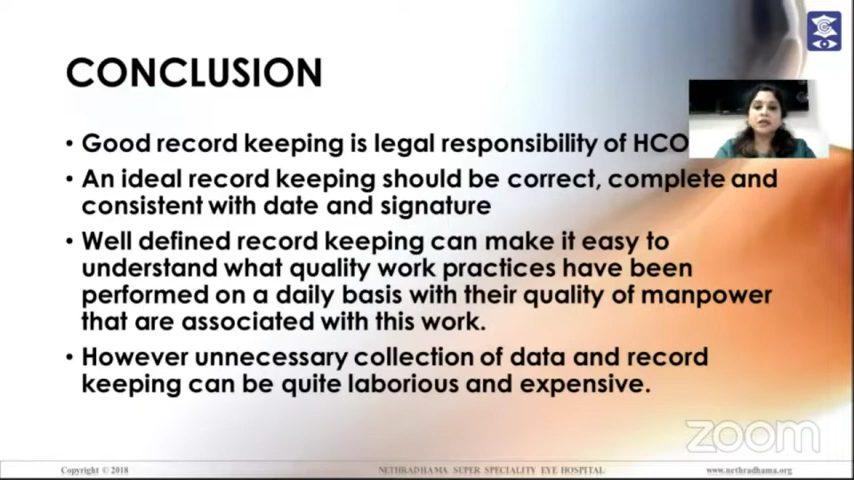 CONCLUSION
• Good record keeping is legal responsibility of HCO
• An ideal record keeping should be correct, complete and
consistent with date and signature
• Well defined record keeping can make it easy to
understand what quality work practices have been
performed on a daily basis with their quality of manpower
that are associated with this work.
• However unnecessary collection of data and record
keeping can be quite laborious and expensive.
zoom
Copyright © 2018
NETHRADHAMA SUPER SPECIALITY EYE HOSPITAL
www.nethradhama.org